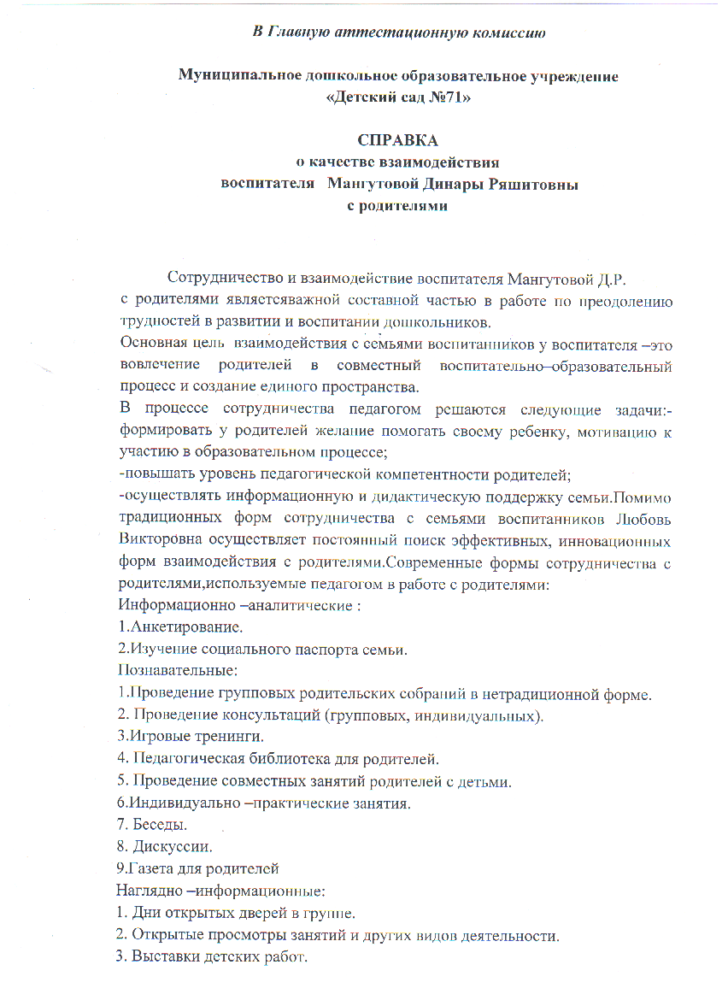 В Главную аттестационную комиссию
Муниципальное дошкольное образовательное учреждение
«Детский сад №71»
СПРАВКА
о качестве взаимодействия
воспитателя Мангутовой Динары Ряшитовны
с родителями
Сотрудничество и взаимодействие воспитателя Мангутовой Д.Р.
с родителями являетсяважной составной частью в работе по преодолению
трудностей в развитии и воспитании дошкольников.
Основная цель взаимодействия с семьями воспитанников у воспитателя –это
вовлечение родителей в совместный воспитательно–образовательный
процесс и создание единого пространства.
В процессе сотрудничества педагогом решаются следующие задачи:-
формировать у родителей желание помогать своему ребенку, мотивацию к
участию в образовательном процессе;
-повышать уровень педагогической компетентности родителей;
-осуществлять информационную и дидактическую поддержку семьи.Помимо
традиционных форм сотрудничества с семьями воспитанников Любовь
Викторовна осуществляет постоянный поиск эффективных, инновационных
форм взаимодействия с родителями.Современные формы сотрудничества с
родителями,используемые педагогом в работе с родителями:
Информационно –аналитические :
1.Анкетирование.
2.Изучение социального паспорта семьи.
Познавательные:
1.Проведение групповых родительских собраний в нетрадиционной форме.
2. Проведение консультаций (групповых, индивидуальных).
3.Игровые тренинги.
4. Педагогическая библиотека для родителей.
5. Проведение совместных занятий родителей с детьми.
6.Индивидуально –практические занятия.
7. Беседы.
8. Дискуссии.
9.Газета для родителей
Наглядно –информационные:
1. Дни открытых дверей в группе.
2. Открытые просмотры занятий и других видов деятельности.
3. Выставки детских работ.